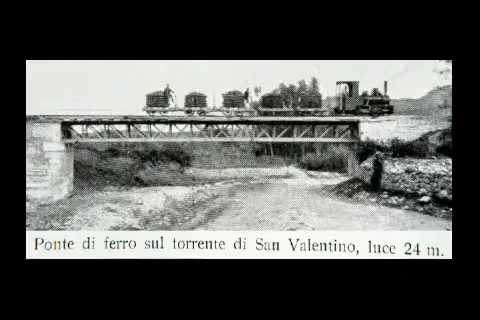 Ponte di ferro sul torrente di San Valentino, luce 24 m.